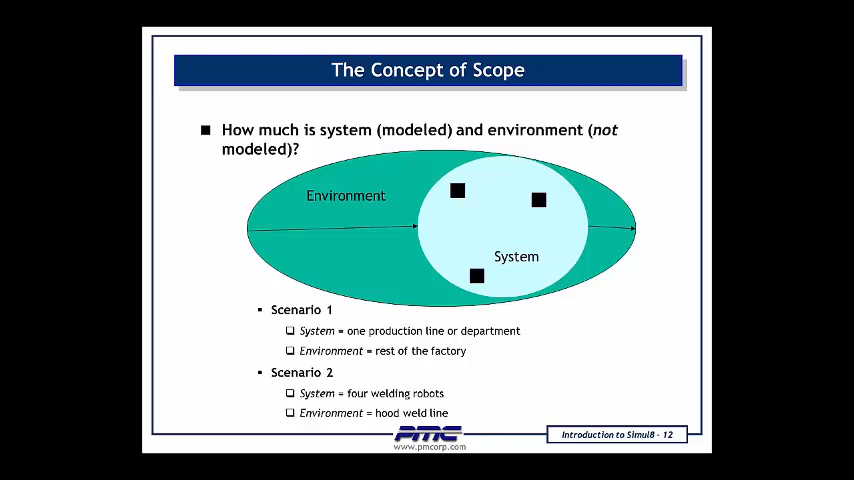 The Concept of Scope
How much is system (modeled) and environment (not
modeled)?
Environment
System
Scenario 1
System = one production line or department
Environment = rest of the factory
Scenario 2
System = four welding robots
Environment = hood weld line
PMC
www.pmcorp.com
Introduction to Simul8 - 12